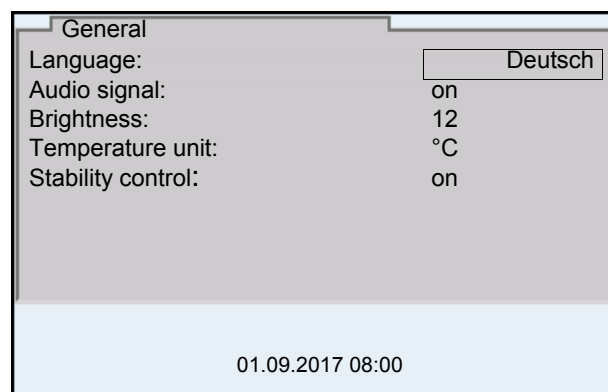 General
Language: Deutsch
Audio signal: on
Brightness: 12
Temperature unit: °C
Stability control: on
01.09.2017 08:00